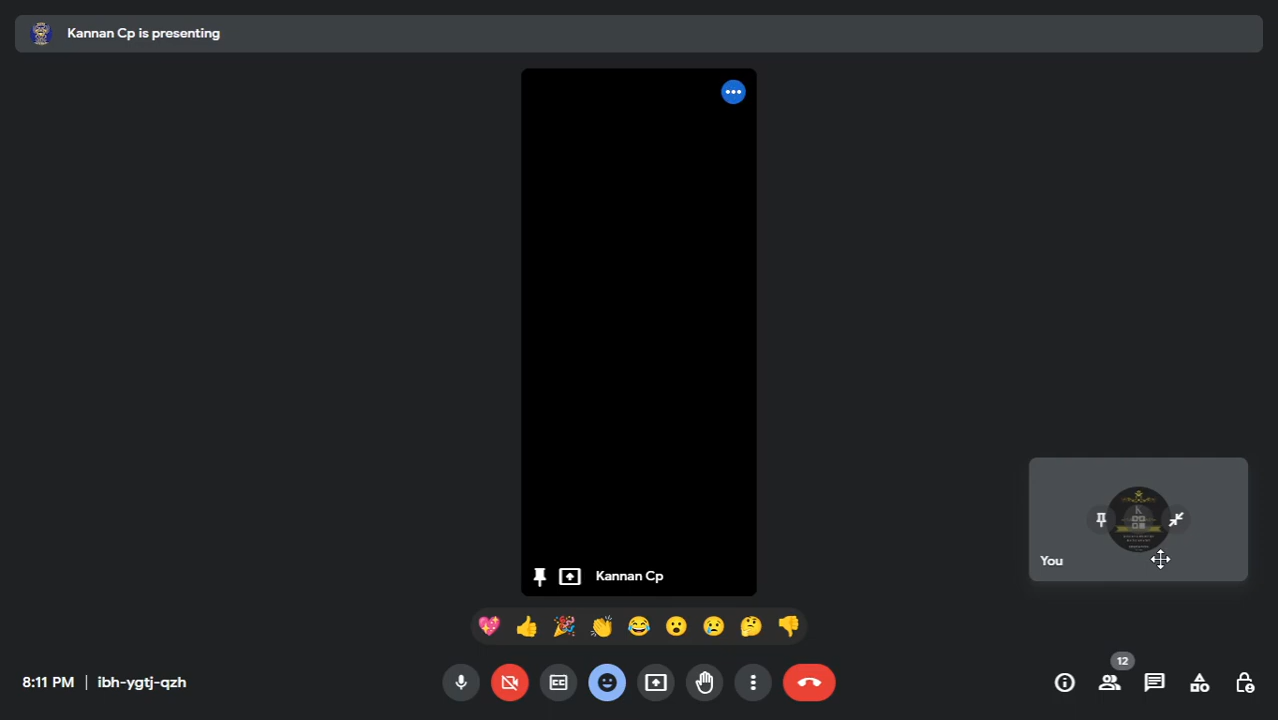 Kannan Cp is presenting
Kannan Cp
You
12
8:11 PM | ibh-ygtj-qzh